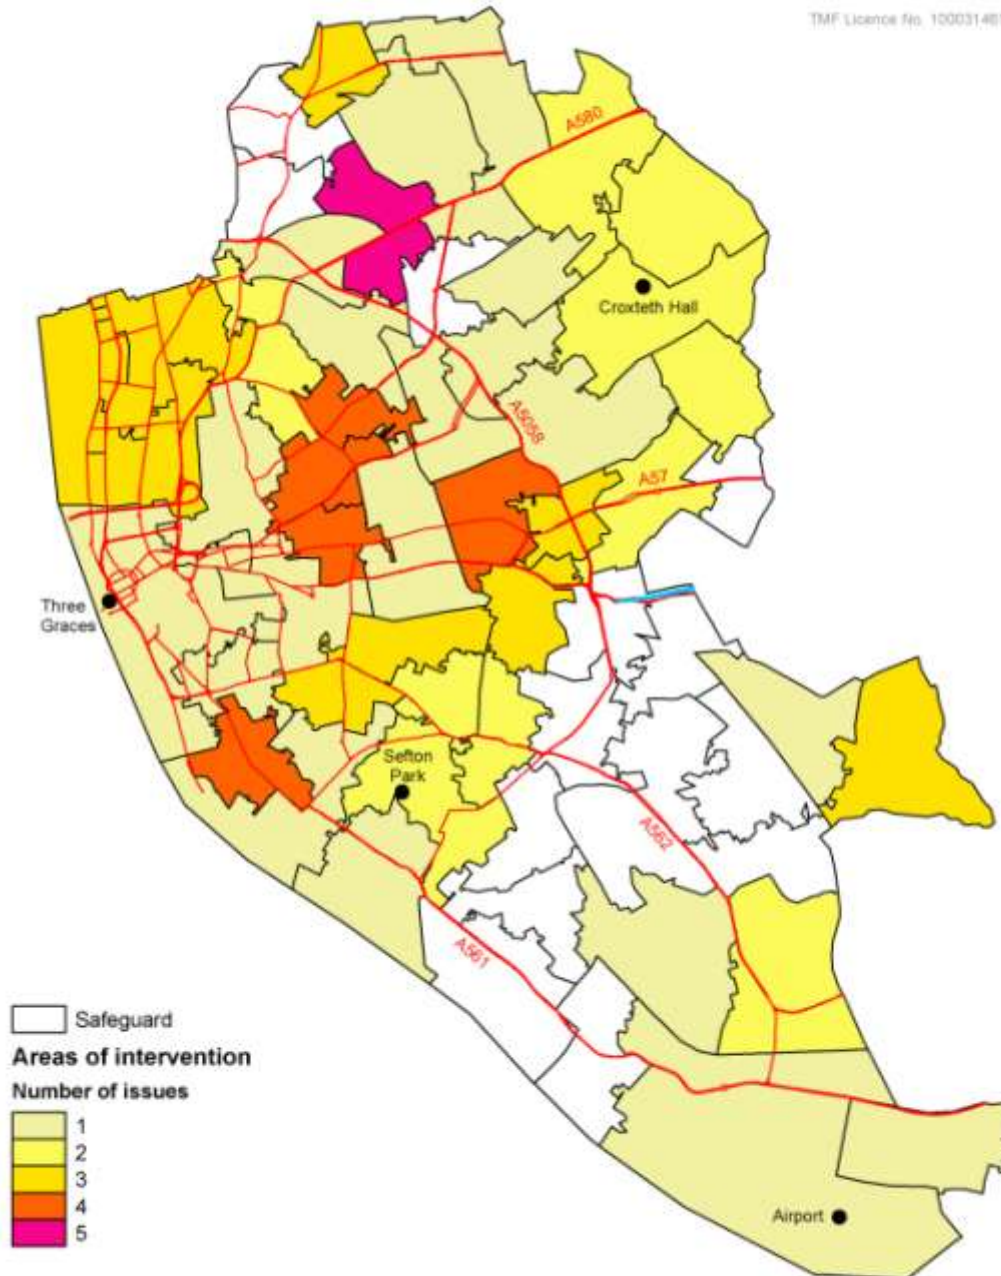 TMF Licence No. 10003146
A580
Croxteth Hall
A5058
A57
Three
Graces
Sefton
Park
A562
A561
Safeguard
Areas of intervention
Number of issues
1
2
3
4
5
Airport